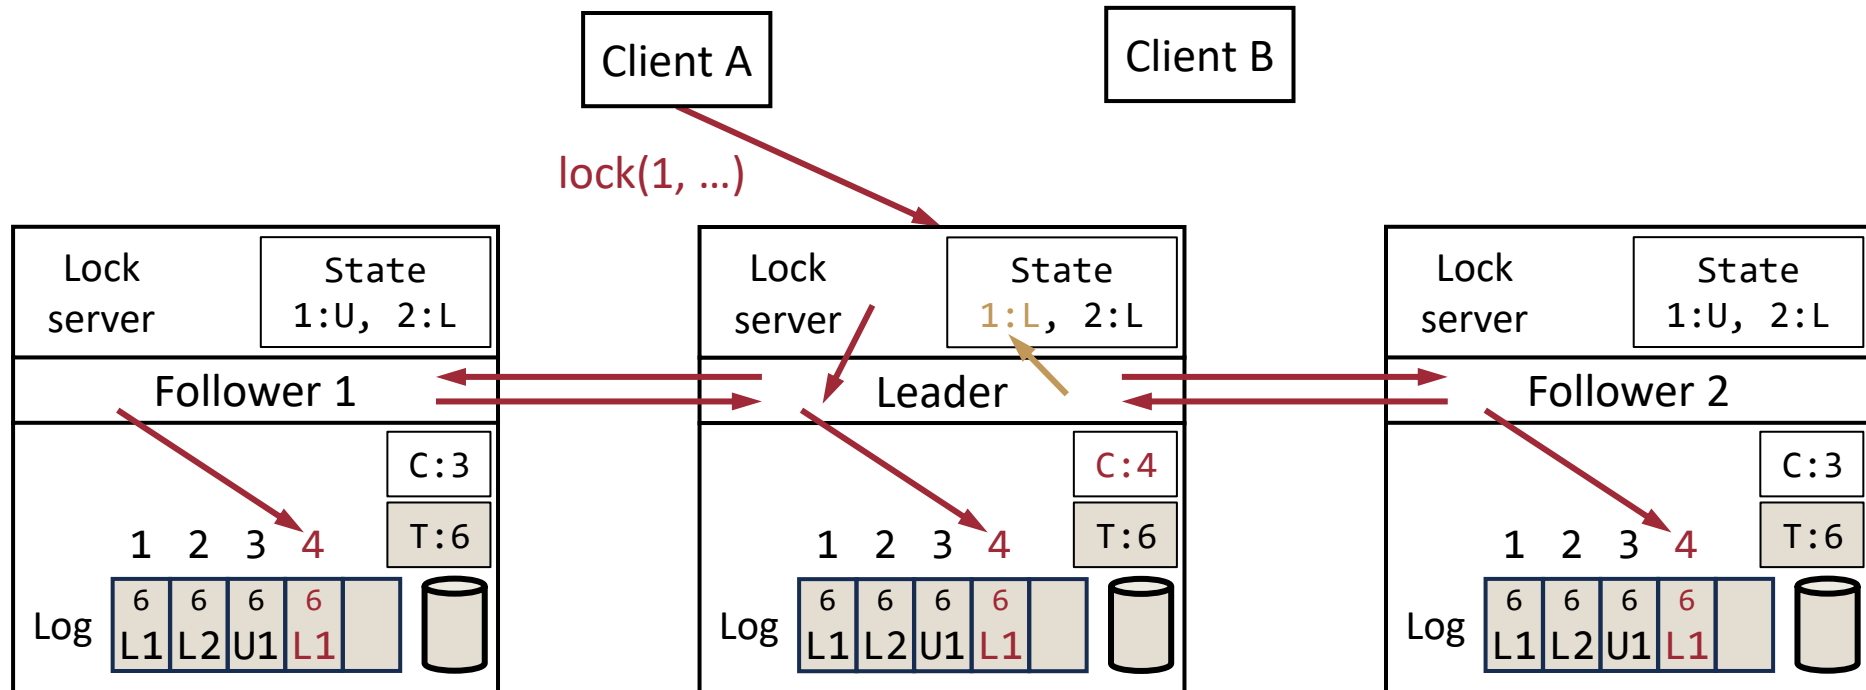 Client A
Client B
lock(1, …)
Lock
server
State
1:U, 2:L
Follower 1
C:3
T:6
1 2 3 4
Log
6 6 6 6
L1 L2 U1 L1
Lock
server
State
1:L, 2:L
Leader
C:4
T:6
1 2 3 4
Log
6 6 6 6
L1 L2 U1 L1
Lock
server
State
1:U, 2:L
Follower 2
C:3
T:6
1 2 3 4
Log
6 6 6 6
L1 L2 U1 L1